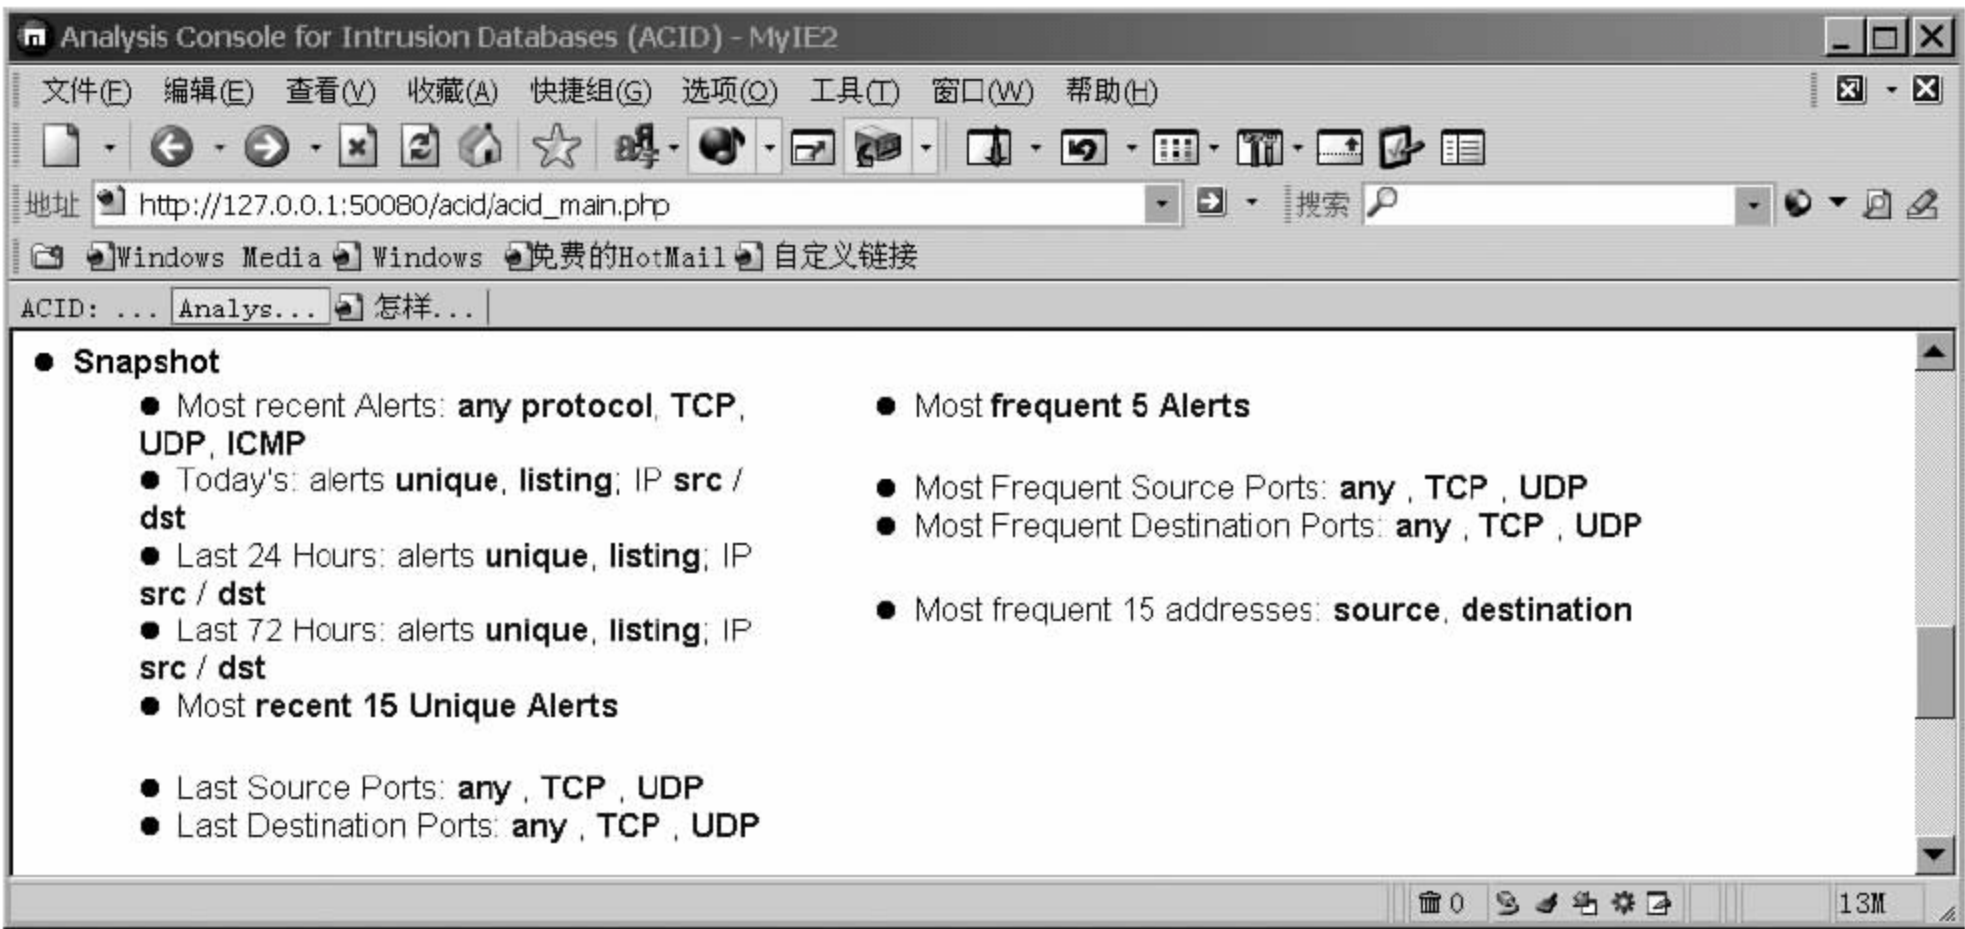 Analysis Console for Intrusion Databases (ACID) - MyIE2
文件(F) 编辑(E) 查看(V) 收藏(A) 快捷组(G) 选项(O) 工具(T) 窗口(W) 帮助(H)
地址 http://127.0.0.1:50080/acid/acid_main.php 搜索
Windows Media Windows 免费的HotMail 自定义链接
ACID: ... Analys... 怎样...
Snapshot
Most recent Alerts: any protocol, TCP,
UDP, ICMP
Today's: alerts unique, listing; IP src /
dst
Last 24 Hours: alerts unique, listing; IP
src / dst
Last 72 Hours: alerts unique, listing; IP
src / dst
Most recent 15 Unique Alerts
Last Source Ports: any , TCP , UDP
Last Destination Ports: any , TCP , UDP
Most frequent 5 Alerts
Most Frequent Source Ports: any , TCP , UDP
Most Frequent Destination Ports: any , TCP , UDP
Most frequent 15 addresses: source, destination
0 13M